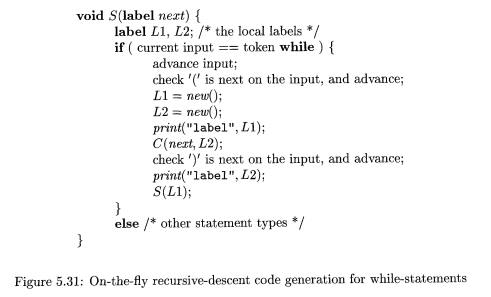 void S(label next) {
label L1, L2; /* the local labels */
if ( current input == token while ) {
advance input;
check '(' is next on the input, and advance;
L1 = new();
L2 = new();
print("label", L1);
C(next, L2);
check ')' is next on the input, and advance;
print("label", L2);
S(L1);
}
else /* other statement types */
}
Figure 5.31: On-the-fly recursive-descent code generation for while-statements